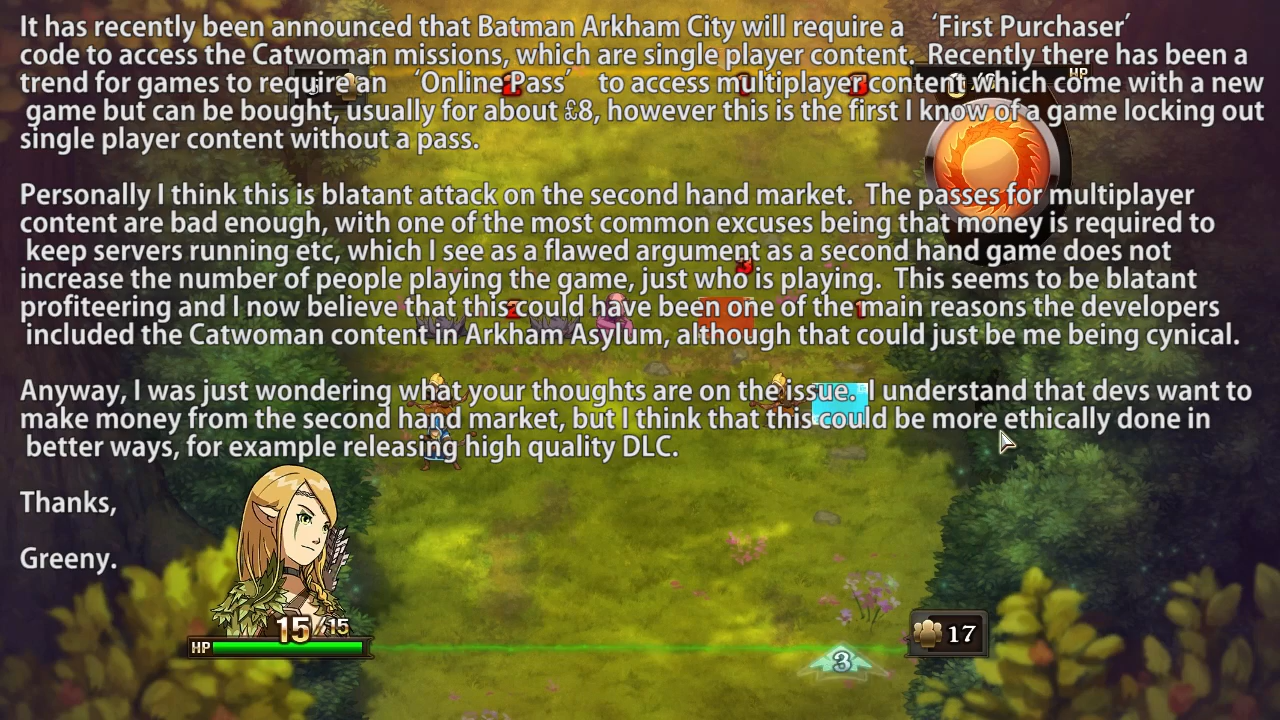 It has recently been announced that Batman Arkham City will require a 'First Purchaser'
code to access the Catwoman missions, which are single player content. Recently there has been a
trend for games to require an 'Online Pass' to access multiplayer content which come with a new
game but can be bought, usually for about £8, however this is the first I know of a game locking out
single player content without a pass.
Personally I think this is blatant attack on the second hand market. The passes for multiplayer
content are bad enough, with one of the most common excuses being that money is required to
keep servers running etc, which I see as a flawed argument as a second hand game does not
increase the number of people playing the game, just who is playing. This seems to be blatant
profiteering and I now believe that this could have been one of the main reasons the developers
included the Catwoman content in Arkham Asylum, although that could just be me being cynical.
Anyway, I was just wondering what your thoughts are on the issue. I understand that devs want to
make money from the second hand market, but I think that this could be more ethically done in
better ways, for example releasing high quality DLC.
Thanks,
Greeny.
15/15
HP
17
3
HP
2
3
3
2
1